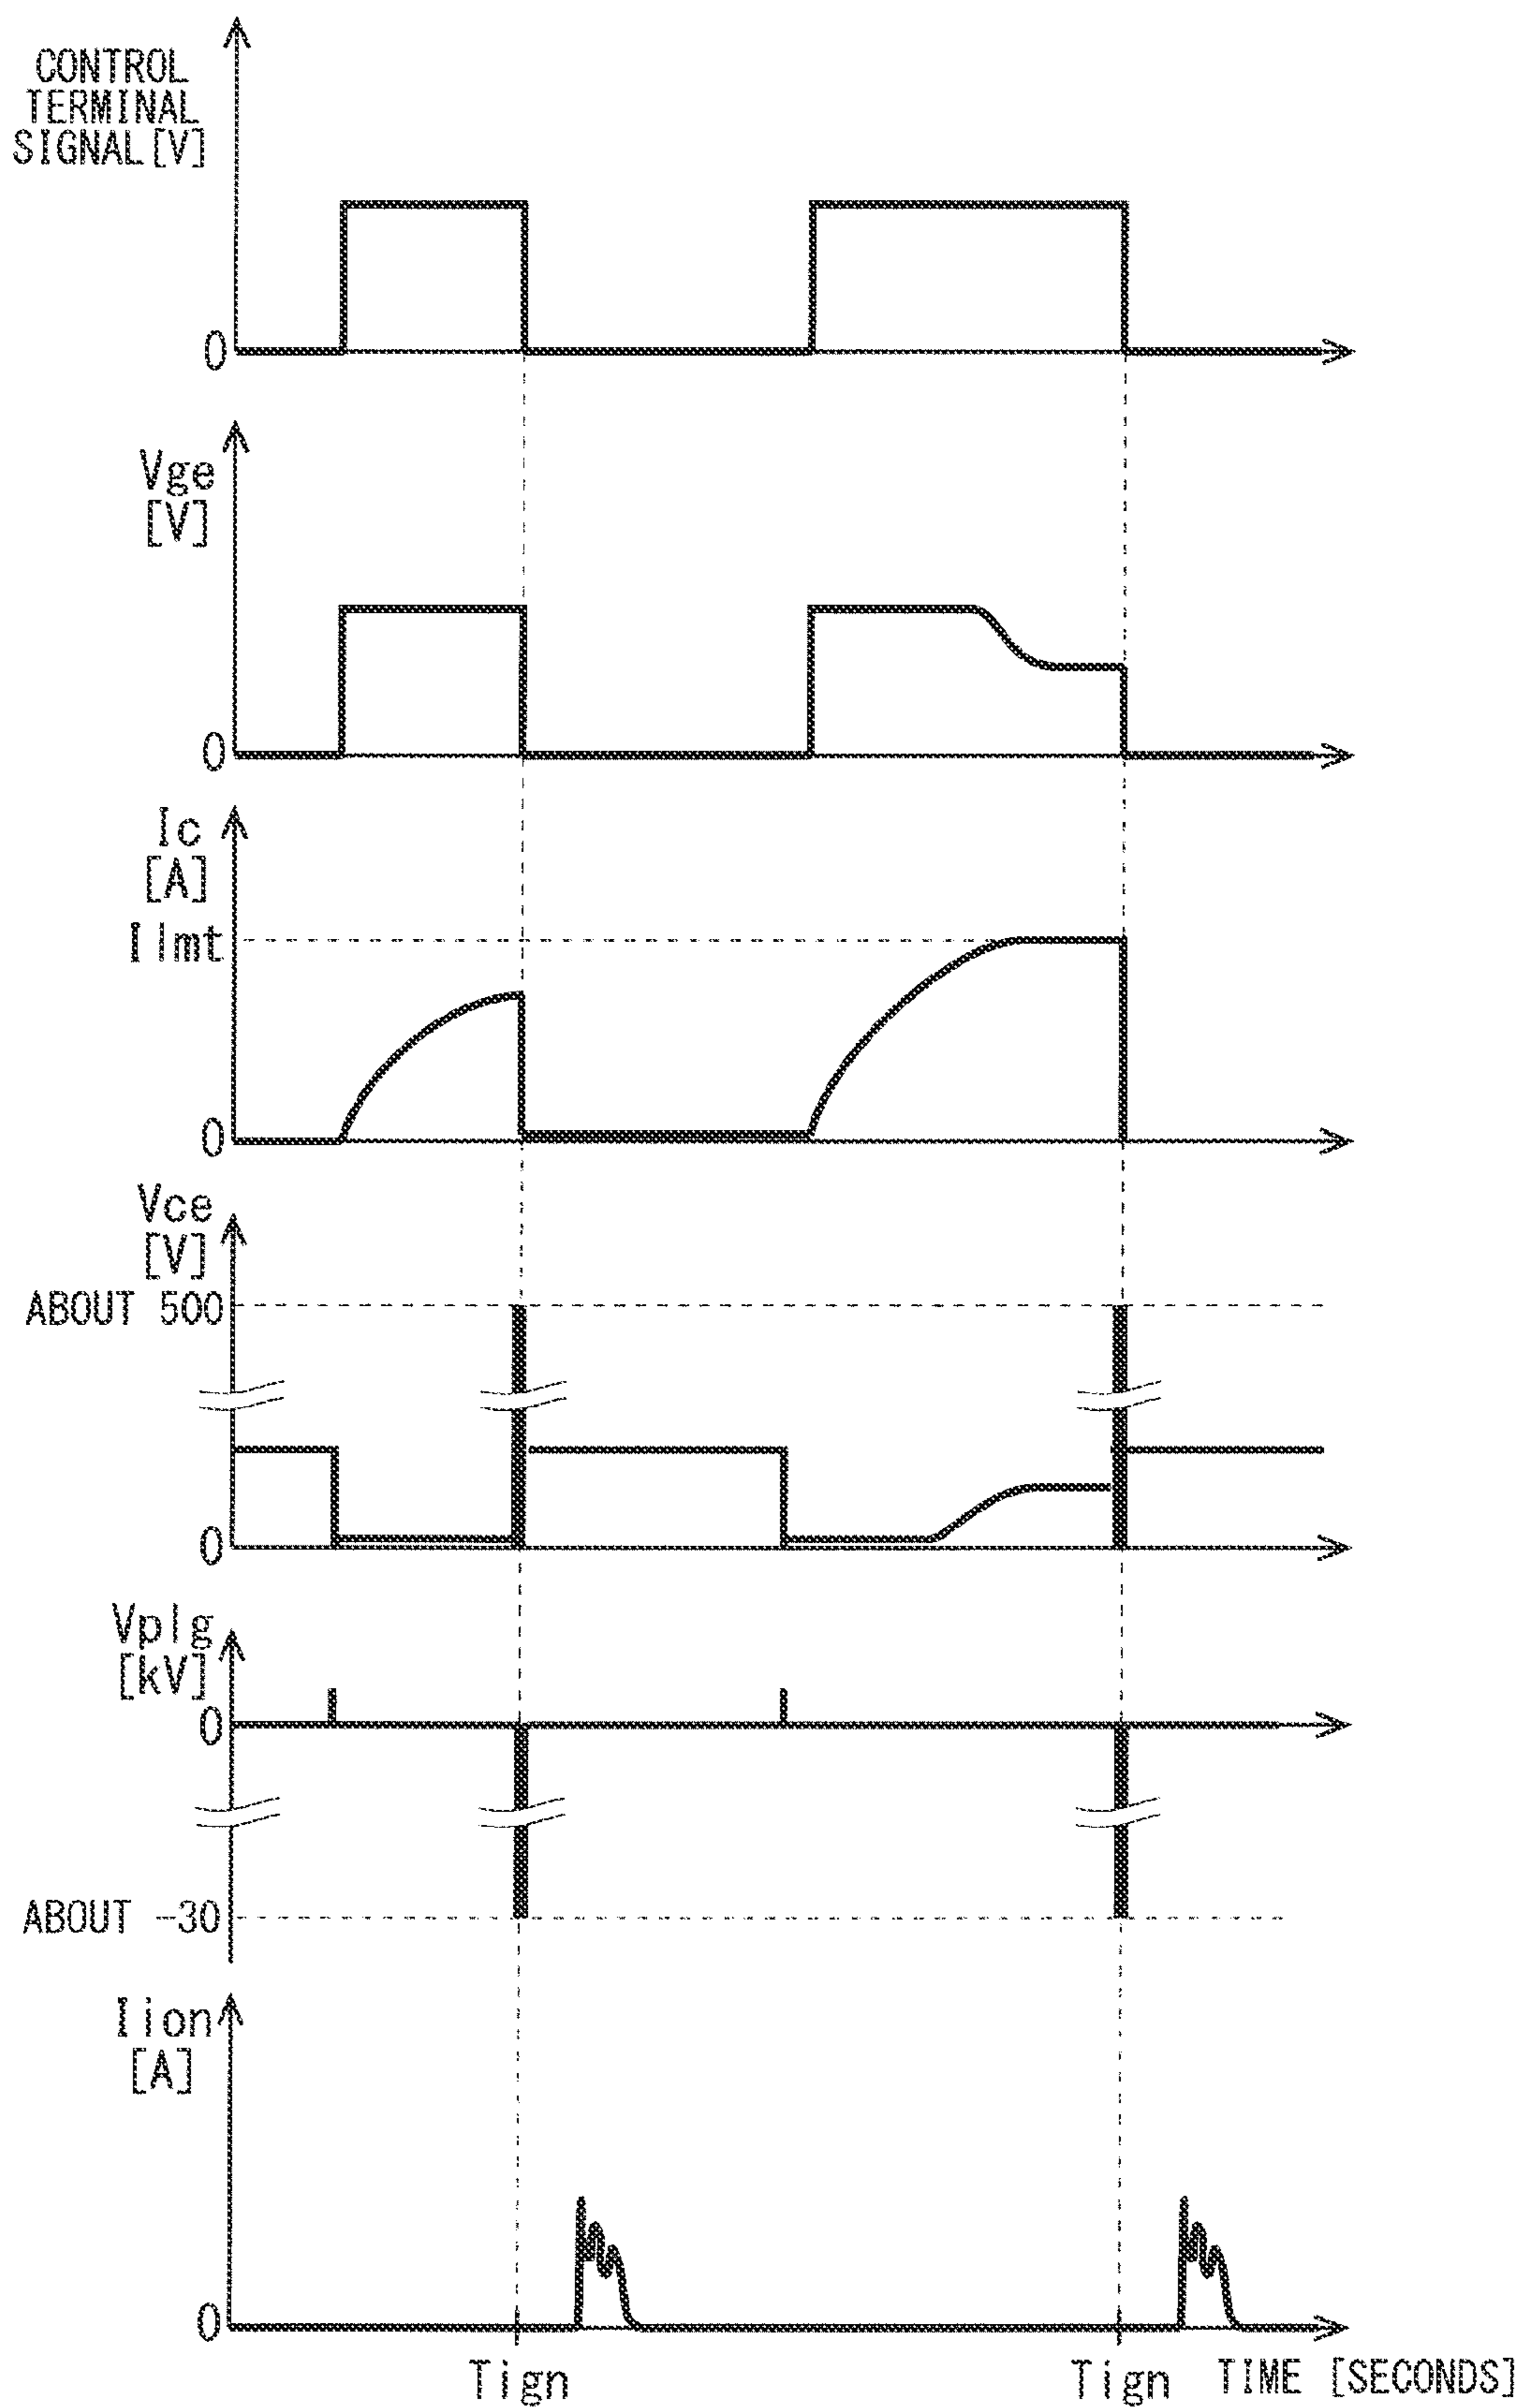 CONTROL
TERMINAL
SIGNAL[V]
0
Vge
[V]
0
Ic
[A]
Ilmt
0
Vce
[V]
ABOUT 500
0
Vplg
[kV]
0
ABOUT -30
Iion
[A]
0
Tign Tign TIME [SECONDS]